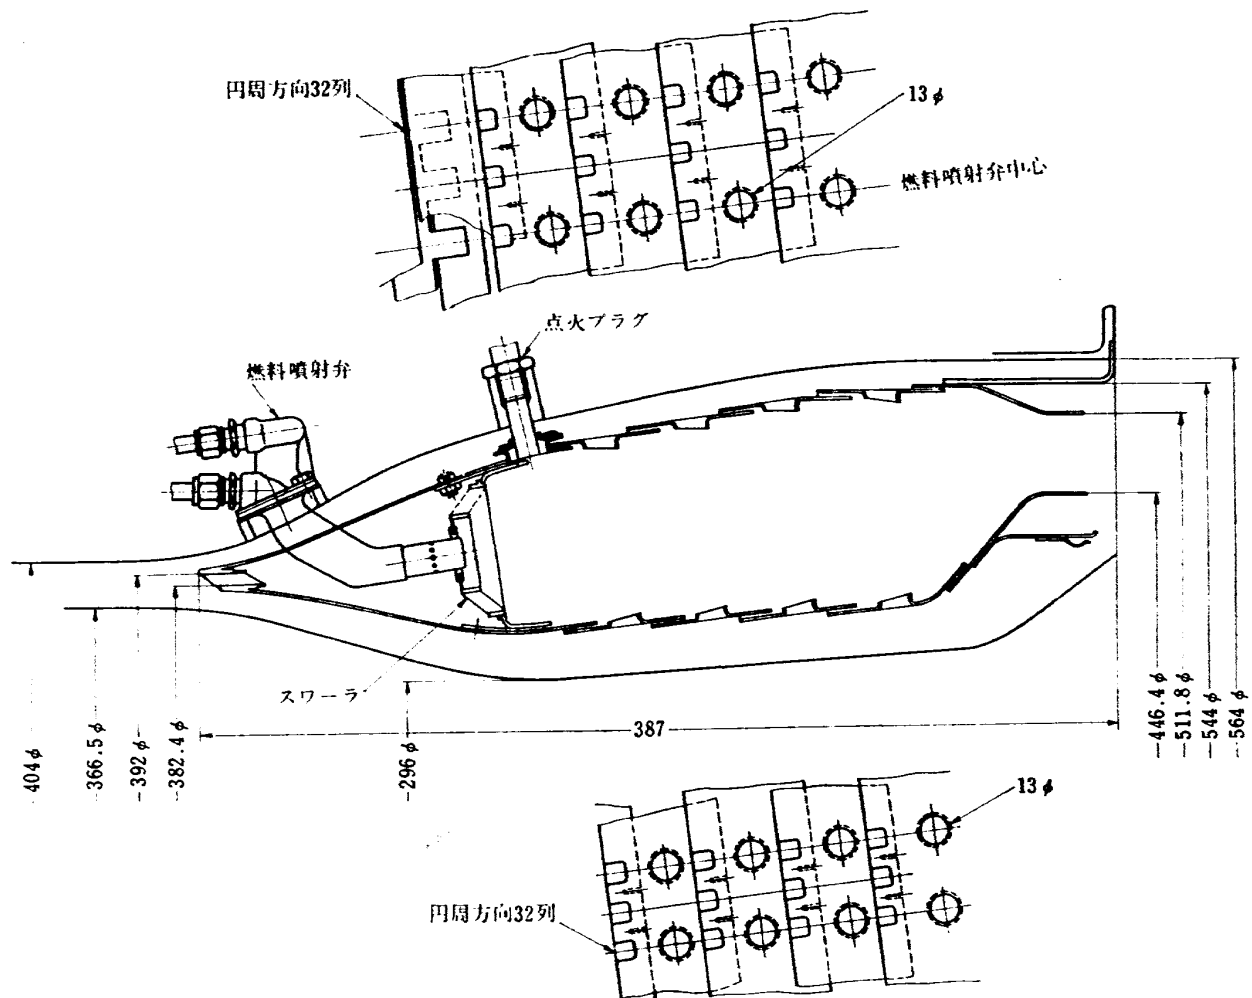 円周方向32列
13φ
燃料噴射弁中心
点火プラグ
燃料噴射弁
スワーラ
404φ
366.5φ
392φ
382.4φ
296φ
387
446.4φ
511.8φ
544φ
564φ
13φ
円周方向32列